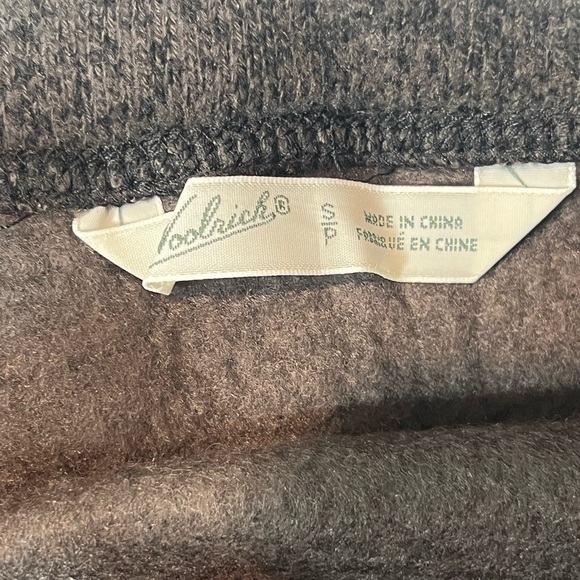 Woolrich®
S/P
MADE IN CHINA
FABRIQUÉ EN CHINE